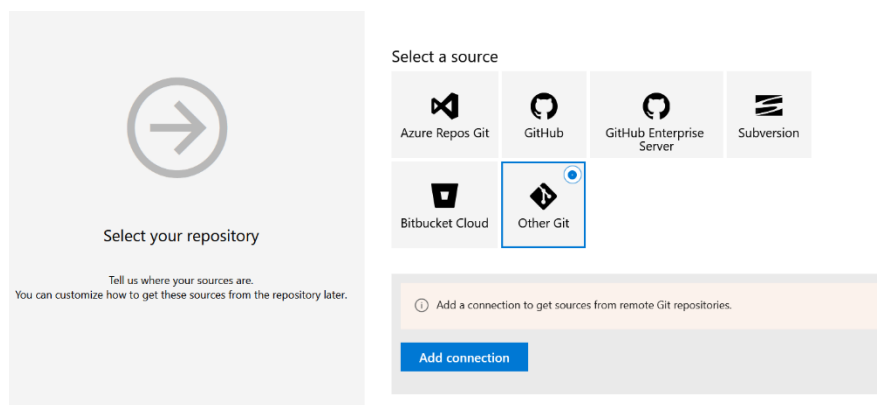 Select your repository
Tell us where your sources are.
You can customize how to get these sources from the repository later.
Select a source
Azure Repos Git
GitHub
GitHub Enterprise
Server
Subversion
Bitbucket Cloud
Other Git
Add a connection to get sources from remote Git repositories.
Add connection